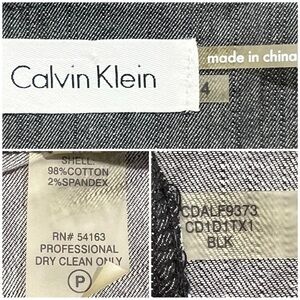 Calvin Klein
made in china
4
SHELL:
98%COTTON
2%SPANDEX
RN# 54163
PROFESSIONAL
DRY CLEAN ONLY
P
CDALF9373
CD1D1TX1
BLK